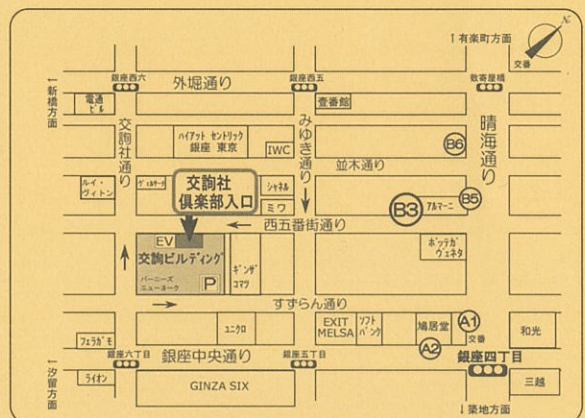 N
↑有楽町方面
交番
銀座西六
外堀通り
銀座西五
数寄屋橋
↑新橋方面
電通
ビル
壹番館
交詢社通り
ハイアット セントリック
銀座 東京
IWC
みゆき通り
B6
晴海通り
並木通り
ルイ・
ヴィトン
交詢社
倶楽部入口
シャネル
ミワ
B3
アルマーニ
B5
西五番街通り
EV
交詢ビルディング
バーニーズ
ニューヨーク
P
ギンザ
コマツ
ボッテガ
ヴェネタ
すずらん通り
フェラガモ
ユニクロ
EXIT
MELSA
ソフト
バンク
鳩居堂
A1
交番
A2
和光
銀座六丁目
銀座中央通り
銀座五丁目
銀座四丁目
↓汐留方面
ライオン
GINZA SIX
三越
↓築地方面